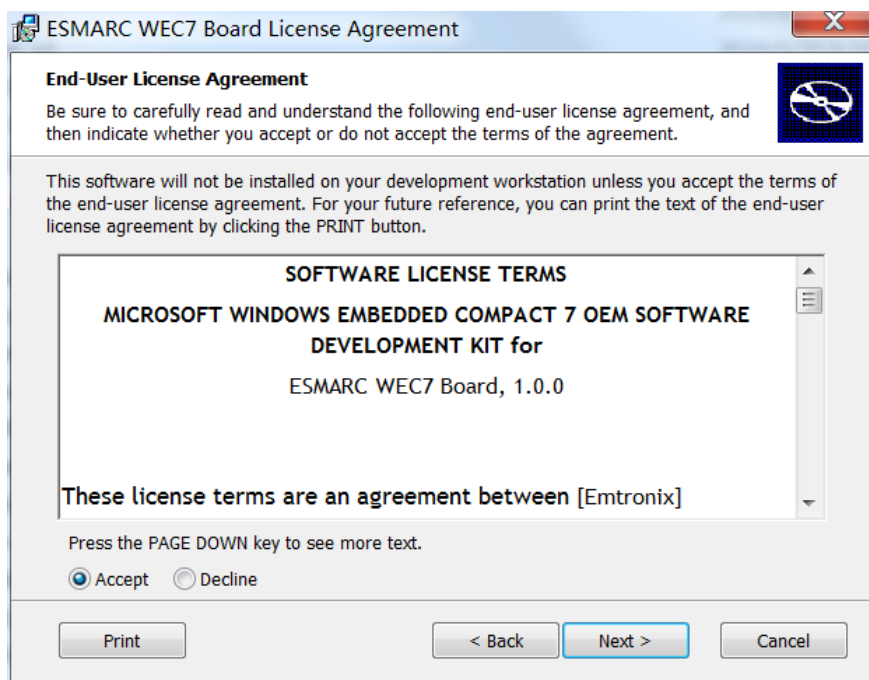 ESMARC WEC7 Board License Agreement
End-User License Agreement
Be sure to carefully read and understand the following end-user license agreement, and
then indicate whether you accept or do not accept the terms of the agreement.
This software will not be installed on your development workstation unless you accept the terms of
the end-user license agreement. For your future reference, you can print the text of the end-user
license agreement by clicking the PRINT button.
SOFTWARE LICENSE TERMS
MICROSOFT WINDOWS EMBEDDED COMPACT 7 OEM SOFTWARE
DEVELOPMENT KIT for
ESMARC WEC7 Board, 1.0.0
These license terms are an agreement between [Emtronix]
Press the PAGE DOWN key to see more text.
Accept Decline
Print < Back Next > Cancel